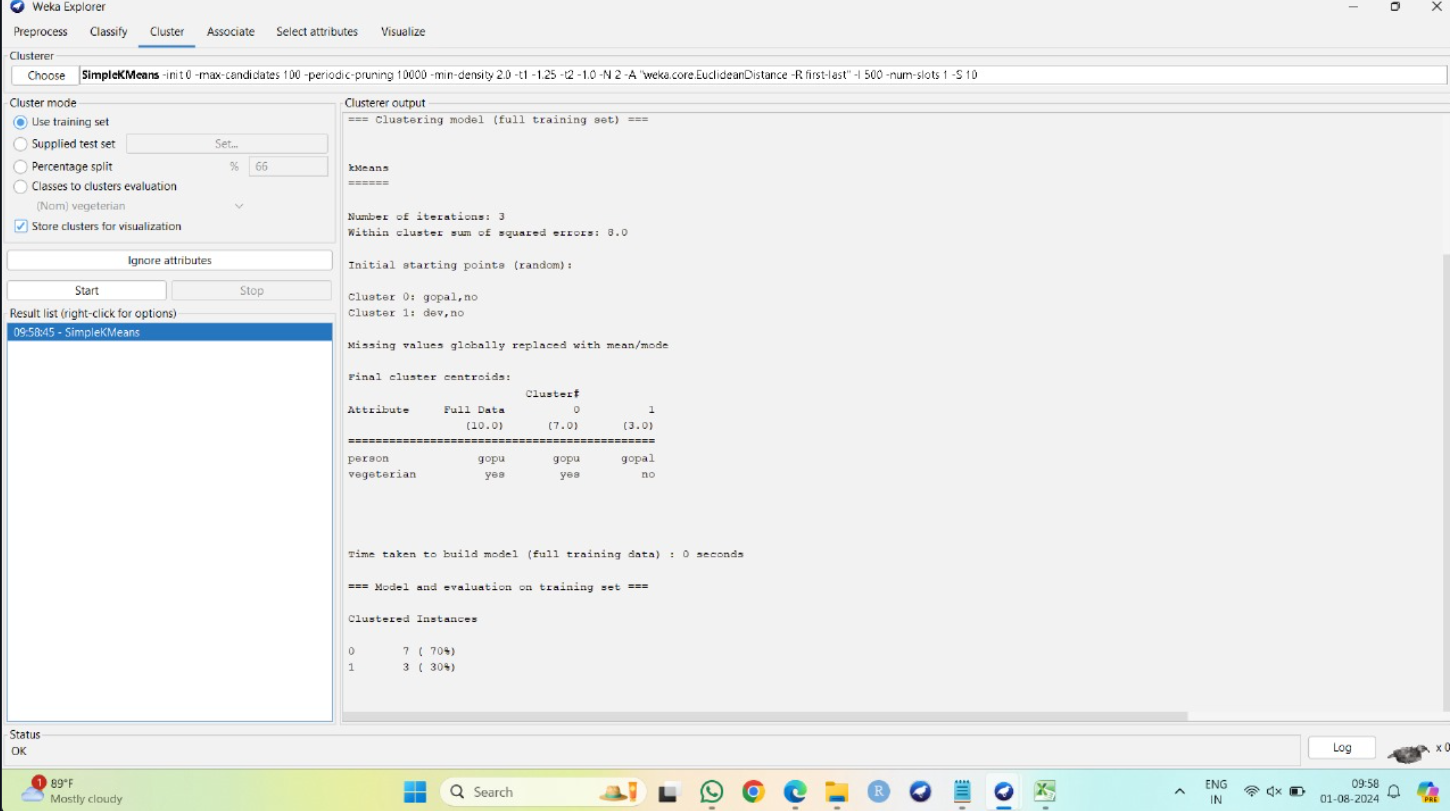 Weka Explorer
Preprocess Classify Cluster Associate Select attributes Visualize
Clusterer
Choose SimpleKMeans -init 0 -max-candidates 100 -periodic-pruning 10000 -min-density 2.0 -t1 -1.25 -t2 -1.0 -N 2 -A "weka.core.EuclideanDistance -R first-last" -I 500 -num-slots 1 -S 10
Cluster mode
Use training set
Supplied test set Set...
Percentage split % 66
Classes to clusters evaluation
(Nom) vegeterian
Store clusters for visualization
Ignore attributes
Start Stop
Result list (right-click for options)
09:58:45 - SimpleKMeans
Clusterer output
=== Clustering model (full training set) ===
kMeans
======
Number of iterations: 3
Within cluster sum of squared errors: 8.0
Initial starting points (random):
Cluster 0: gopal,no
Cluster 1: dev,no
Missing values globally replaced with mean/mode
Final cluster centroids:
Cluster#
Attribute Full Data 0 1
(10.0) (7.0) (3.0)
=============================================
person gopu gopu gopal
vegeterian yes yes no
Time taken to build model (full training data) : 0 seconds
=== Model and evaluation on training set ===
Clustered Instances
0 7 ( 70%)
1 3 ( 30%)
Status
OK
Log x 0
1 89°F
Mostly cloudy
Search
R
ENG
IN
09:58
01-08-2024
PRE